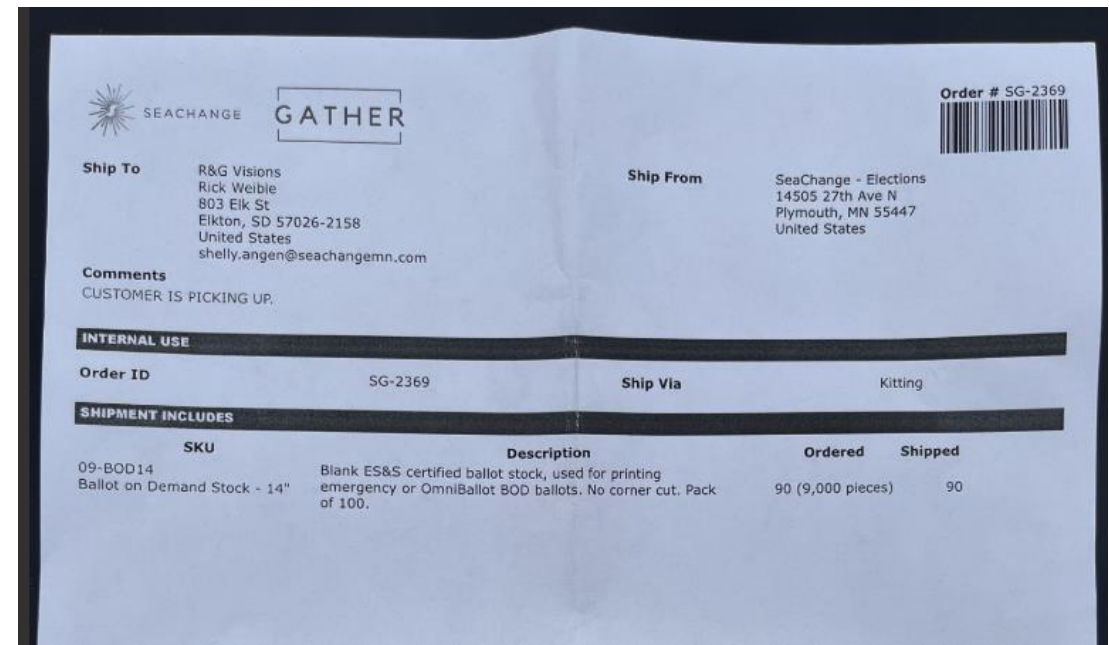 SEACHANGE
GATHER
Order # SG-2369
Ship To
R&G Visions
Rick Weible
803 Elk St
Elkton, SD 57026-2158
United States
shelly.angen@seachangemn.com
Ship From
SeaChange - Elections
14505 27th Ave N
Plymouth, MN 55447
United States
Comments
CUSTOMER IS PICKING UP.
INTERNAL USE
Order ID SG-2369 Ship Via Kitting
SHIPMENT INCLUDES
SKU Description Ordered Shipped
09-BOD14
Ballot on Demand Stock - 14"
Blank ES&S certified ballot stock, used for printing
emergency or OmniBallot BOD ballots. No corner cut. Pack
of 100.
90 (9,000 pieces) 90